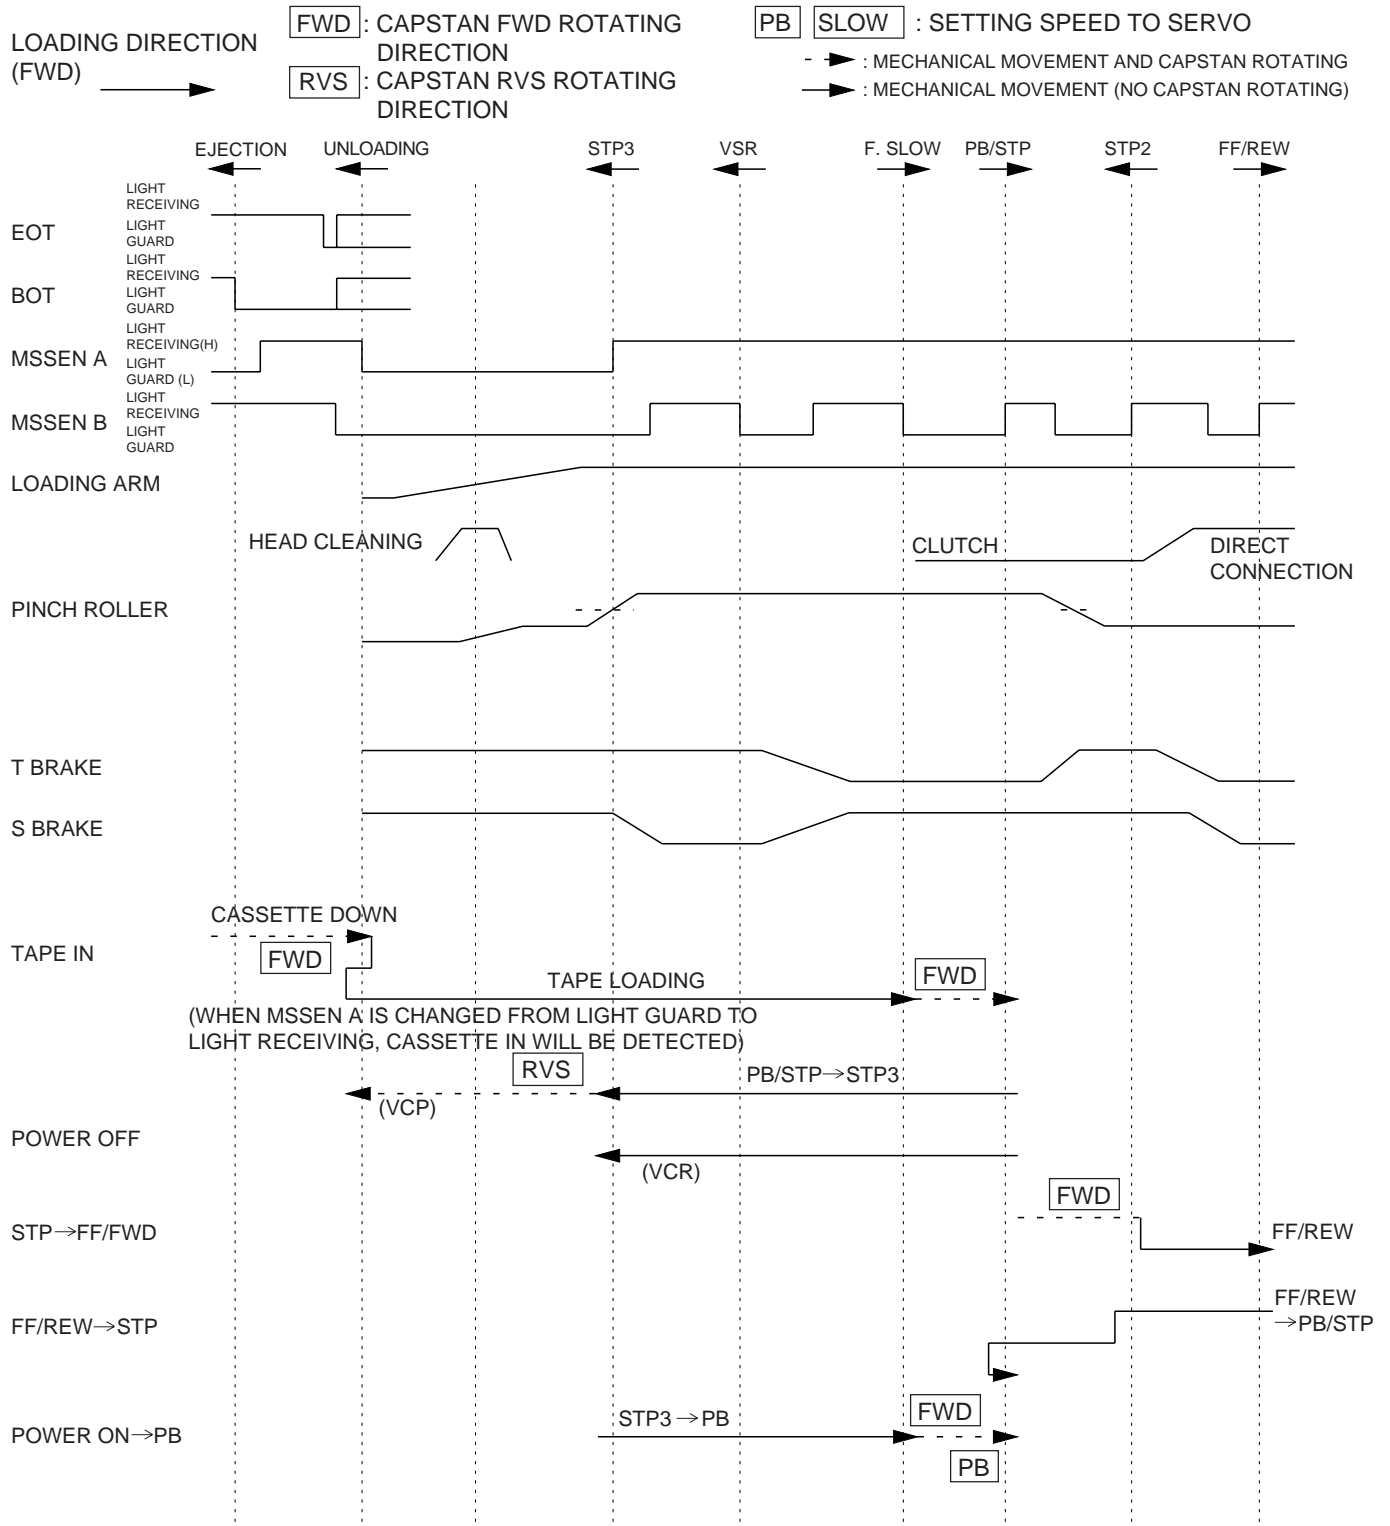 LOADING DIRECTION
(FWD)
FWD : CAPSTAN FWD ROTATING
DIRECTION
RVS : CAPSTAN RVS ROTATING
DIRECTION
PB SLOW : SETTING SPEED TO SERVO
: MECHANICAL MOVEMENT AND CAPSTAN ROTATING
: MECHANICAL MOVEMENT (NO CAPSTAN ROTATING)
EJECTION UNLOADING STP3 VSR F. SLOW PB/STP STP2 FF/REW
EOT
LIGHT
RECEIVING
LIGHT
GUARD
BOT
LIGHT
RECEIVING
LIGHT
GUARD
MSSEN A
LIGHT
RECEIVING(H)
LIGHT
GUARD (L)
MSSEN B
LIGHT
RECEIVING
LIGHT
GUARD
LOADING ARM
HEAD CLEANING
CLUTCH
DIRECT
CONNECTION
PINCH ROLLER
T BRAKE
S BRAKE
TAPE IN
CASSETTE DOWN
FWD
TAPE LOADING
FWD
(WHEN MSSEN A IS CHANGED FROM LIGHT GUARD TO
LIGHT RECEIVING, CASSETTE IN WILL BE DETECTED)
RVS
PB/STP→STP3
(VCP)
POWER OFF
(VCR)
STP→FF/FWD
FWD
FF/REW
FF/REW→STP
FF/REW
→PB/STP
POWER ON→PB
STP3→PB
FWD
PB